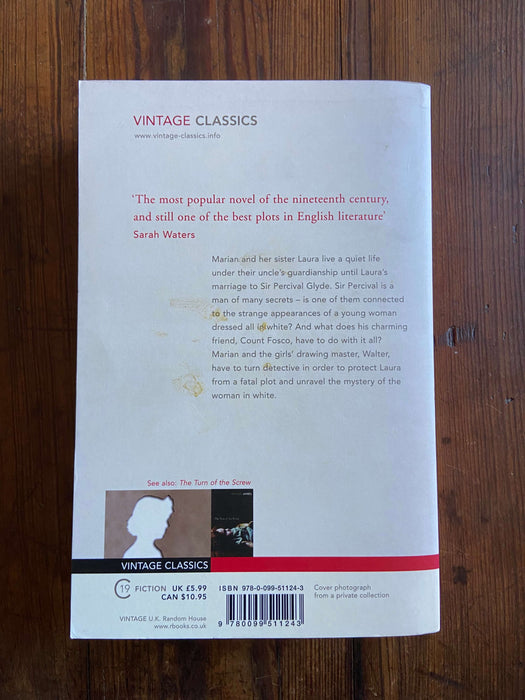 VINTAGE CLASSICS
www.vintage-classics.info
‘The most popular novel of the nineteenth century,
and still one of the best plots in English literature’
Sarah Waters
Marian and her sister Laura live a quiet life
under their uncle's guardianship until Laura's
marriage to Sir Percival Glyde. Sir Percival is a
man of many secrets – is one of them connected
to the strange appearances of a young woman
dressed all in white? And what does his charming
friend, Count Fosco, have to do with it all?
Marian and the girls' drawing master, Walter,
have to turn detective in order to protect Laura
from a fatal plot and unravel the mystery of the
woman in white.
See also: The Turn of the Screw
VINTAGE CLASSICS
C19 FICTION UK £5.99
CAN $10.95
VINTAGE U.K. Random House
www.rbooks.co.uk
ISBN 978-0-099-51124-3
9 780099 511243
Cover photograph
from a private collection